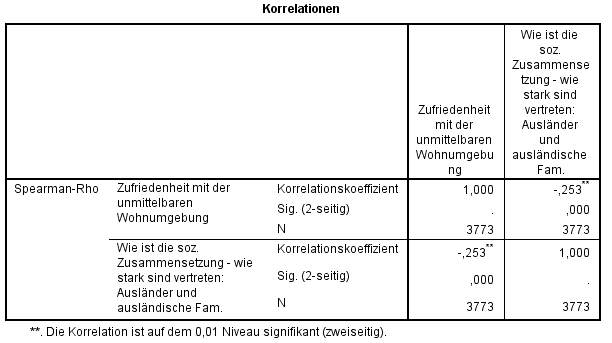 Korrelationen
Wie ist die
soz.
Zusammense
tzung - wie
stark sind
vertreten:
Zufriedenheit Ausländer
mit der und
unmittelbaren ausländische
Wohnumgebu Fam.
ng
Spearman-Rho Zufriedenheit mit der Korrelationskoeffizient 1,000 -,253**
unmittelbaren
Wohnumgebung Sig. (2-seitig) . ,000
N 3773 3773
Wie ist die soz. Korrelationskoeffizient -,253** 1,000
Zusammensetzung - wie
stark sind vertreten: Sig. (2-seitig) ,000 .
Ausländer und
ausländische Fam. N 3773 3773
**. Die Korrelation ist auf dem 0,01 Niveau signifikant (zweiseitig).